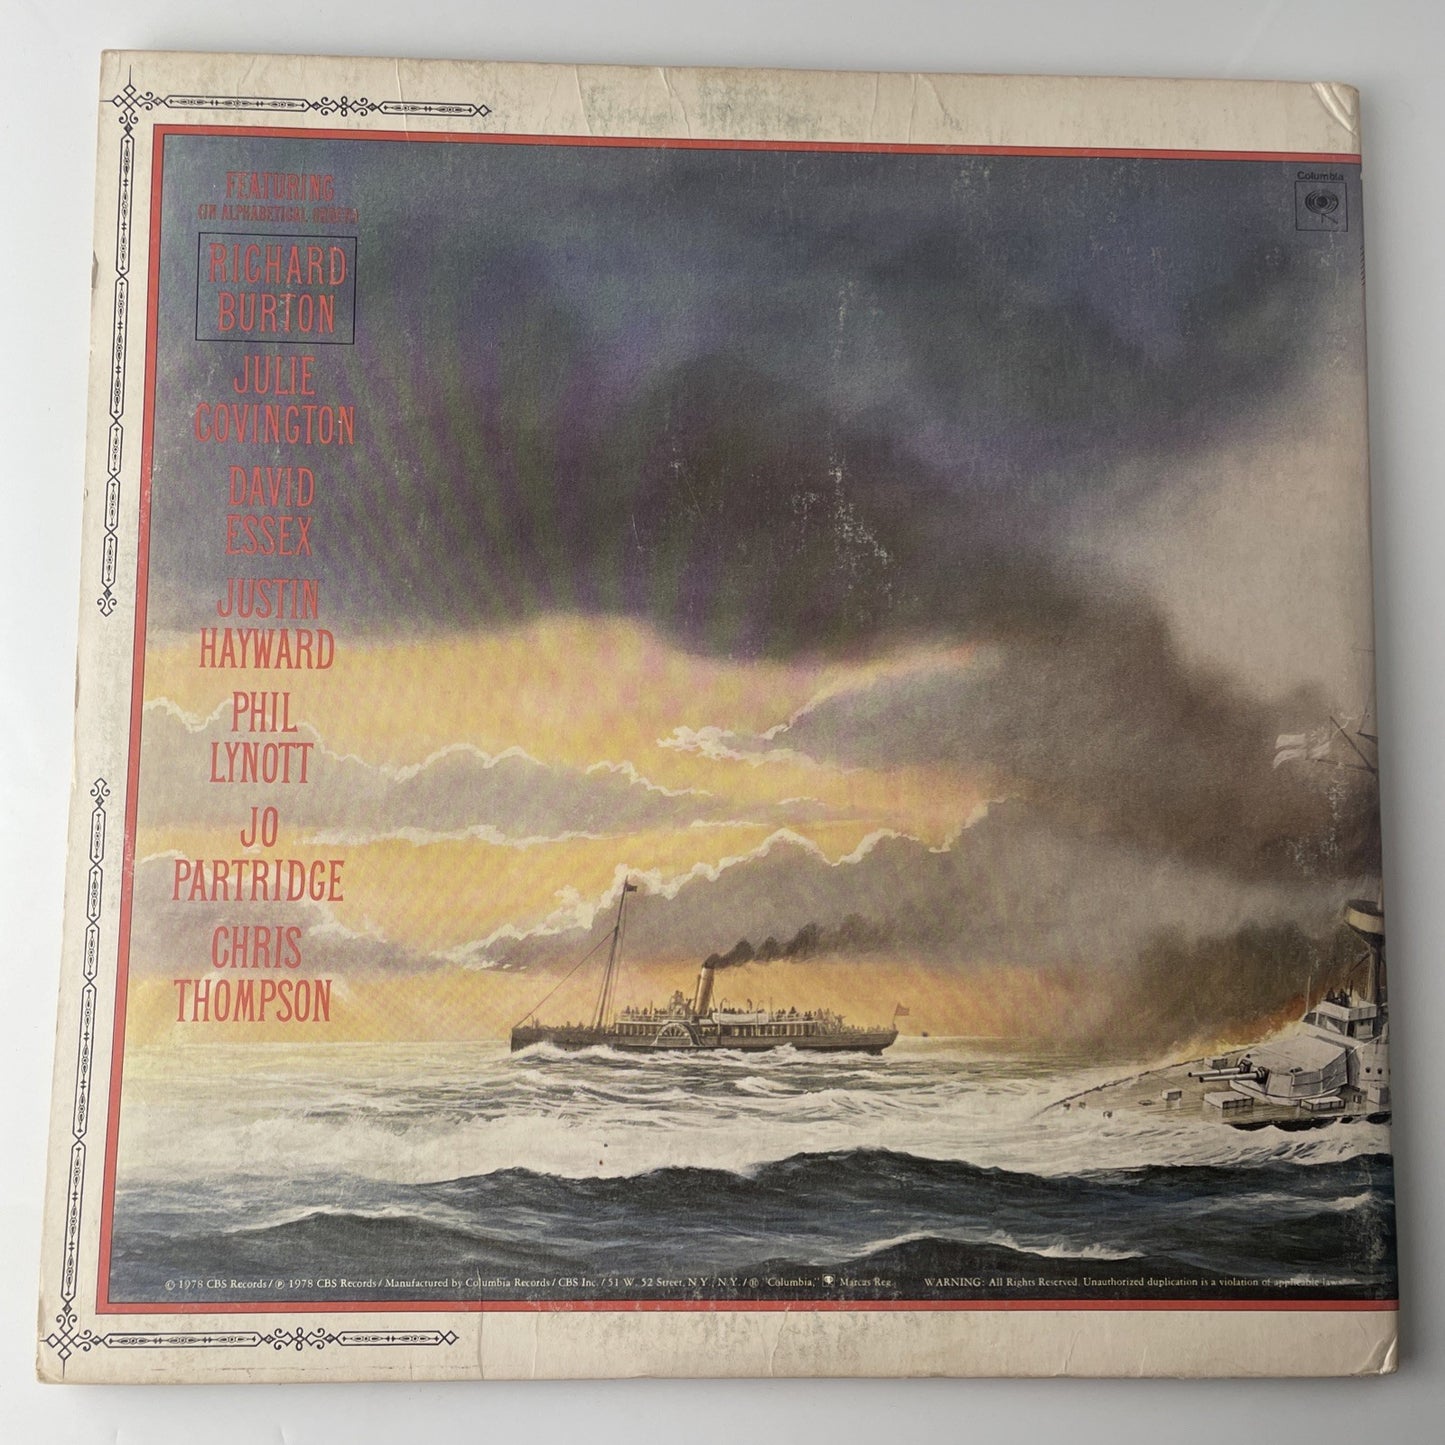 FEATURING
(IN ALPHABETICAL ORDER)
RICHARD
BURTON
JULIE
COVINGTON
DAVID
ESSEX
JUSTIN
HAYWARD
PHIL
LYNOTT
JO
PARTRIDGE
CHRIS
THOMPSON
Columbia
© 1978 CBS Records / ℗ 1978 CBS Records / Manufactured by Columbia Records / CBS Inc. / 51 W. 52 Street, N.Y., N.Y. / ® "Columbia," Marcas Reg.
WARNING: All Rights Reserved. Unauthorized duplication is a violation of applicable laws.